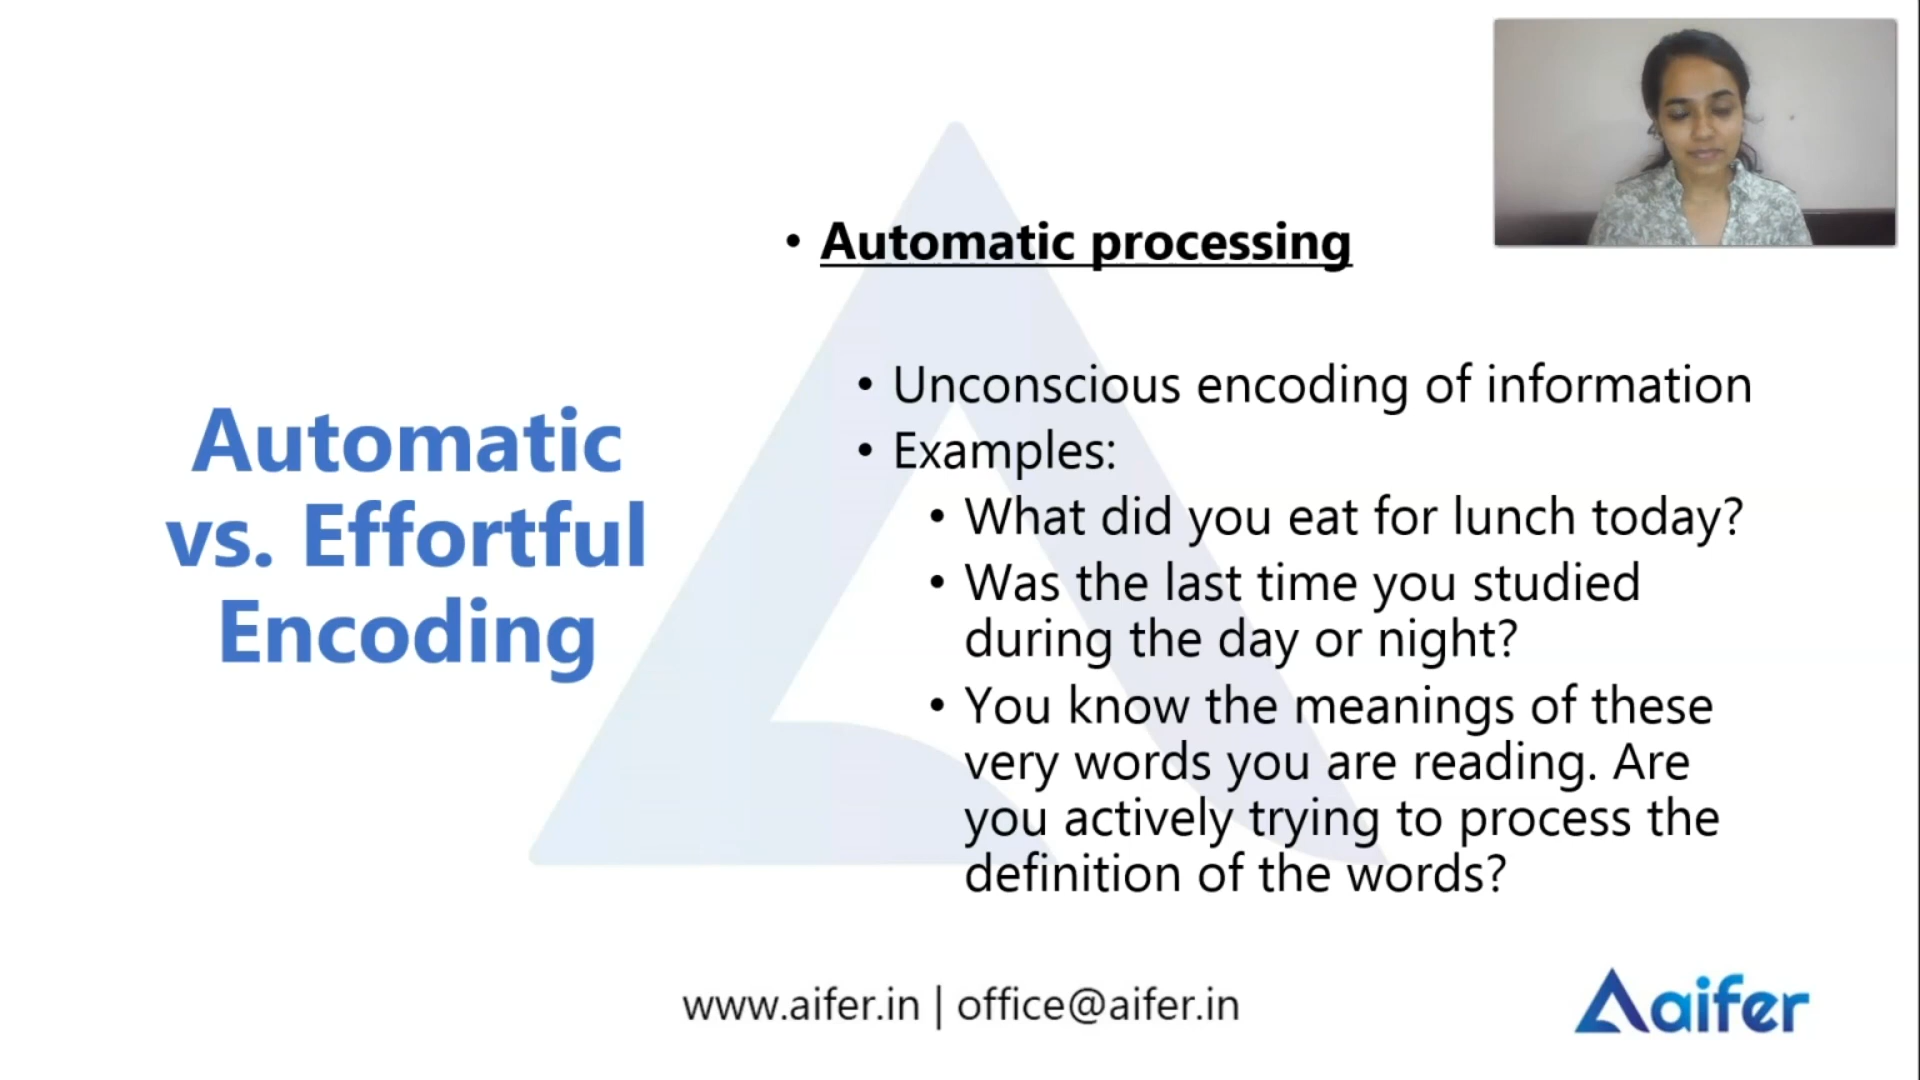 Automatic
vs. Effortful
Encoding
• Automatic processing
• Unconscious encoding of information
• Examples:
• What did you eat for lunch today?
• Was the last time you studied
during the day or night?
• You know the meanings of these
very words you are reading. Are
you actively trying to process the
definition of the words?
www.aifer.in | office@aifer.in
aifer